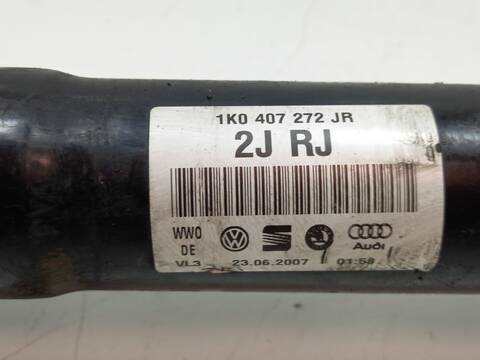 1K0 407 272 JR
2J RJ
WWO
DE
Audi
VL3 23.06.2007 01:58